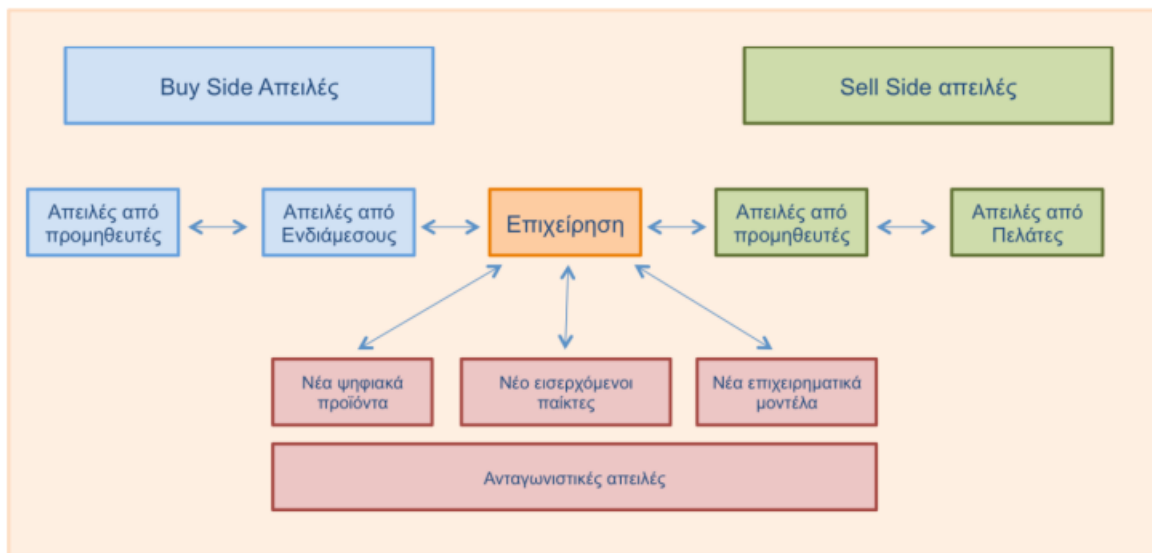 Buy Side Απειλές
Sell Side απειλές
Απειλές από
προμηθευτές
Απειλές από
Ενδιάμεσους
Επιχείρηση
Απειλές από
προμηθευτές
Απειλές από
Πελάτες
Νέα ψηφιακά
προϊόντα
Νέο εισερχόμενοι
παίκτες
Νέα επιχειρηματικά
μοντέλα
Ανταγωνιστικές απειλές